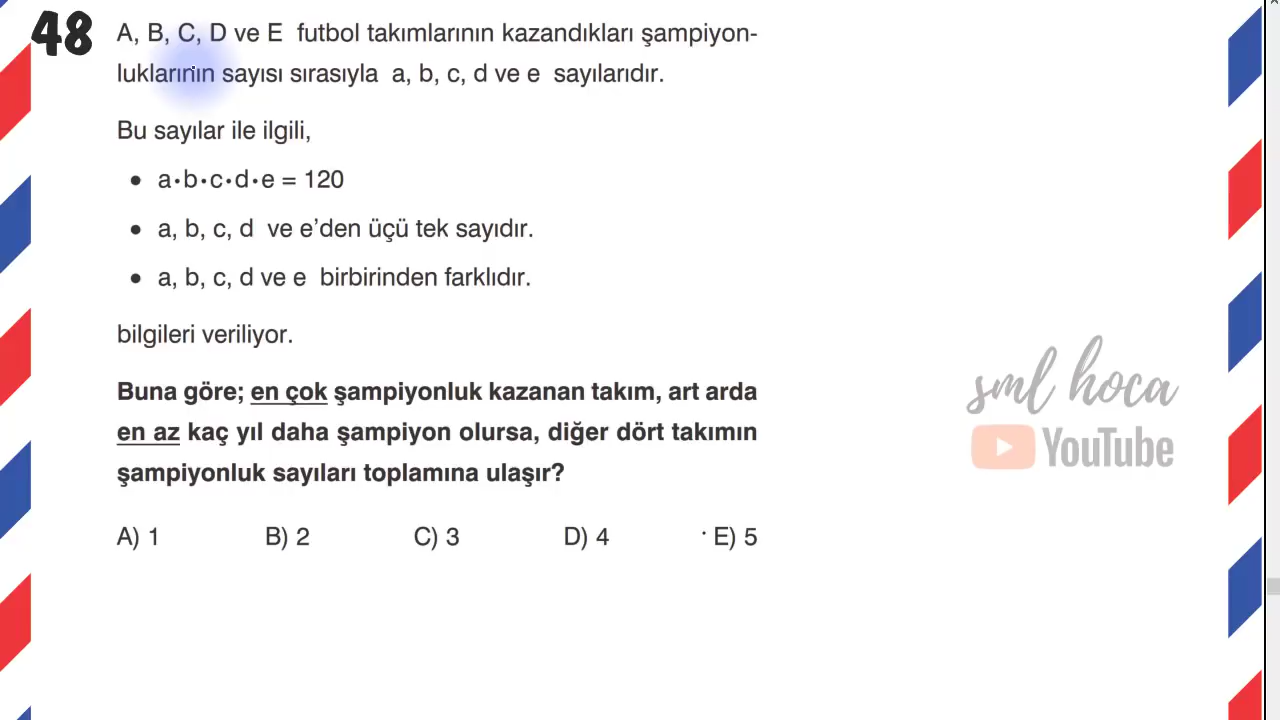 48
A, B, C, D ve E futbol takımlarının kazandıkları şampiyon-
luklarının sayısı sırasıyla a, b, c, d ve e sayılarıdır.
Bu sayılar ile ilgili,
• a•b•c•d•e = 120
• a, b, c, d ve e’den üçü tek sayıdır.
• a, b, c, d ve e birbirinden farklıdır.
bilgileri veriliyor.
Buna göre; en çok şampiyonluk kazanan takım, art arda
en az kaç yıl daha şampiyon olursa, diğer dört takımın
şampiyonluk sayıları toplamına ulaşır?
A) 1 B) 2 C) 3 D) 4 E) 5
sml hoca
YouTube